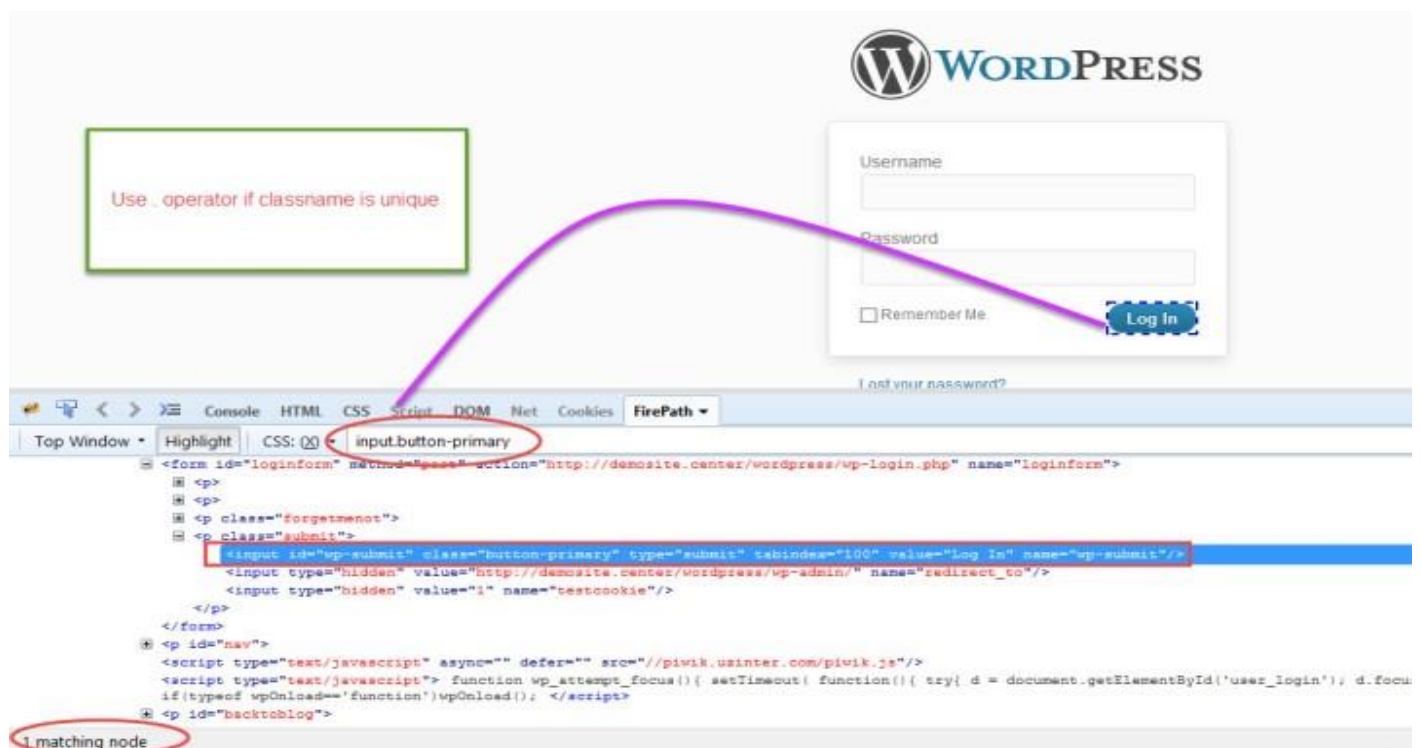 WORDPRESS
Use . operator if classname is unique
Username
Password
Remember Me
Log In
Lost your password?
Console HTML CSS Script DOM Net Cookies FirePath
Top Window Highlight CSS: input.button-primary
<form id="loginform" method="post" action="http://demosite.center/wordpress/wp-login.php" name="loginform">
<p>
<p>
<p class="forgetmenot">
<p class="submit">
<input id="wp-submit" class="button-primary" type="submit" tabindex="100" value="Log In" name="wp-submit"/>
<input type="hidden" value="http://demosite.center/wordpress/wp-admin/" name="redirect_to"/>
<input type="hidden" value="1" name="testcookie"/>
</p>
</form>
<p id="nav">
<script type="text/javascript" async="" defer="" src="//piwik.usinter.com/piwik.js"/>
<script type="text/javascript"> function wp_attempt_focus(){ setTimeout( function(){ try{ d = document.getElementById('user_login'); d.focu
if(typeof wpOnload=='function')wpOnload(); </script>
<p id="backtoblog">
1 matching node